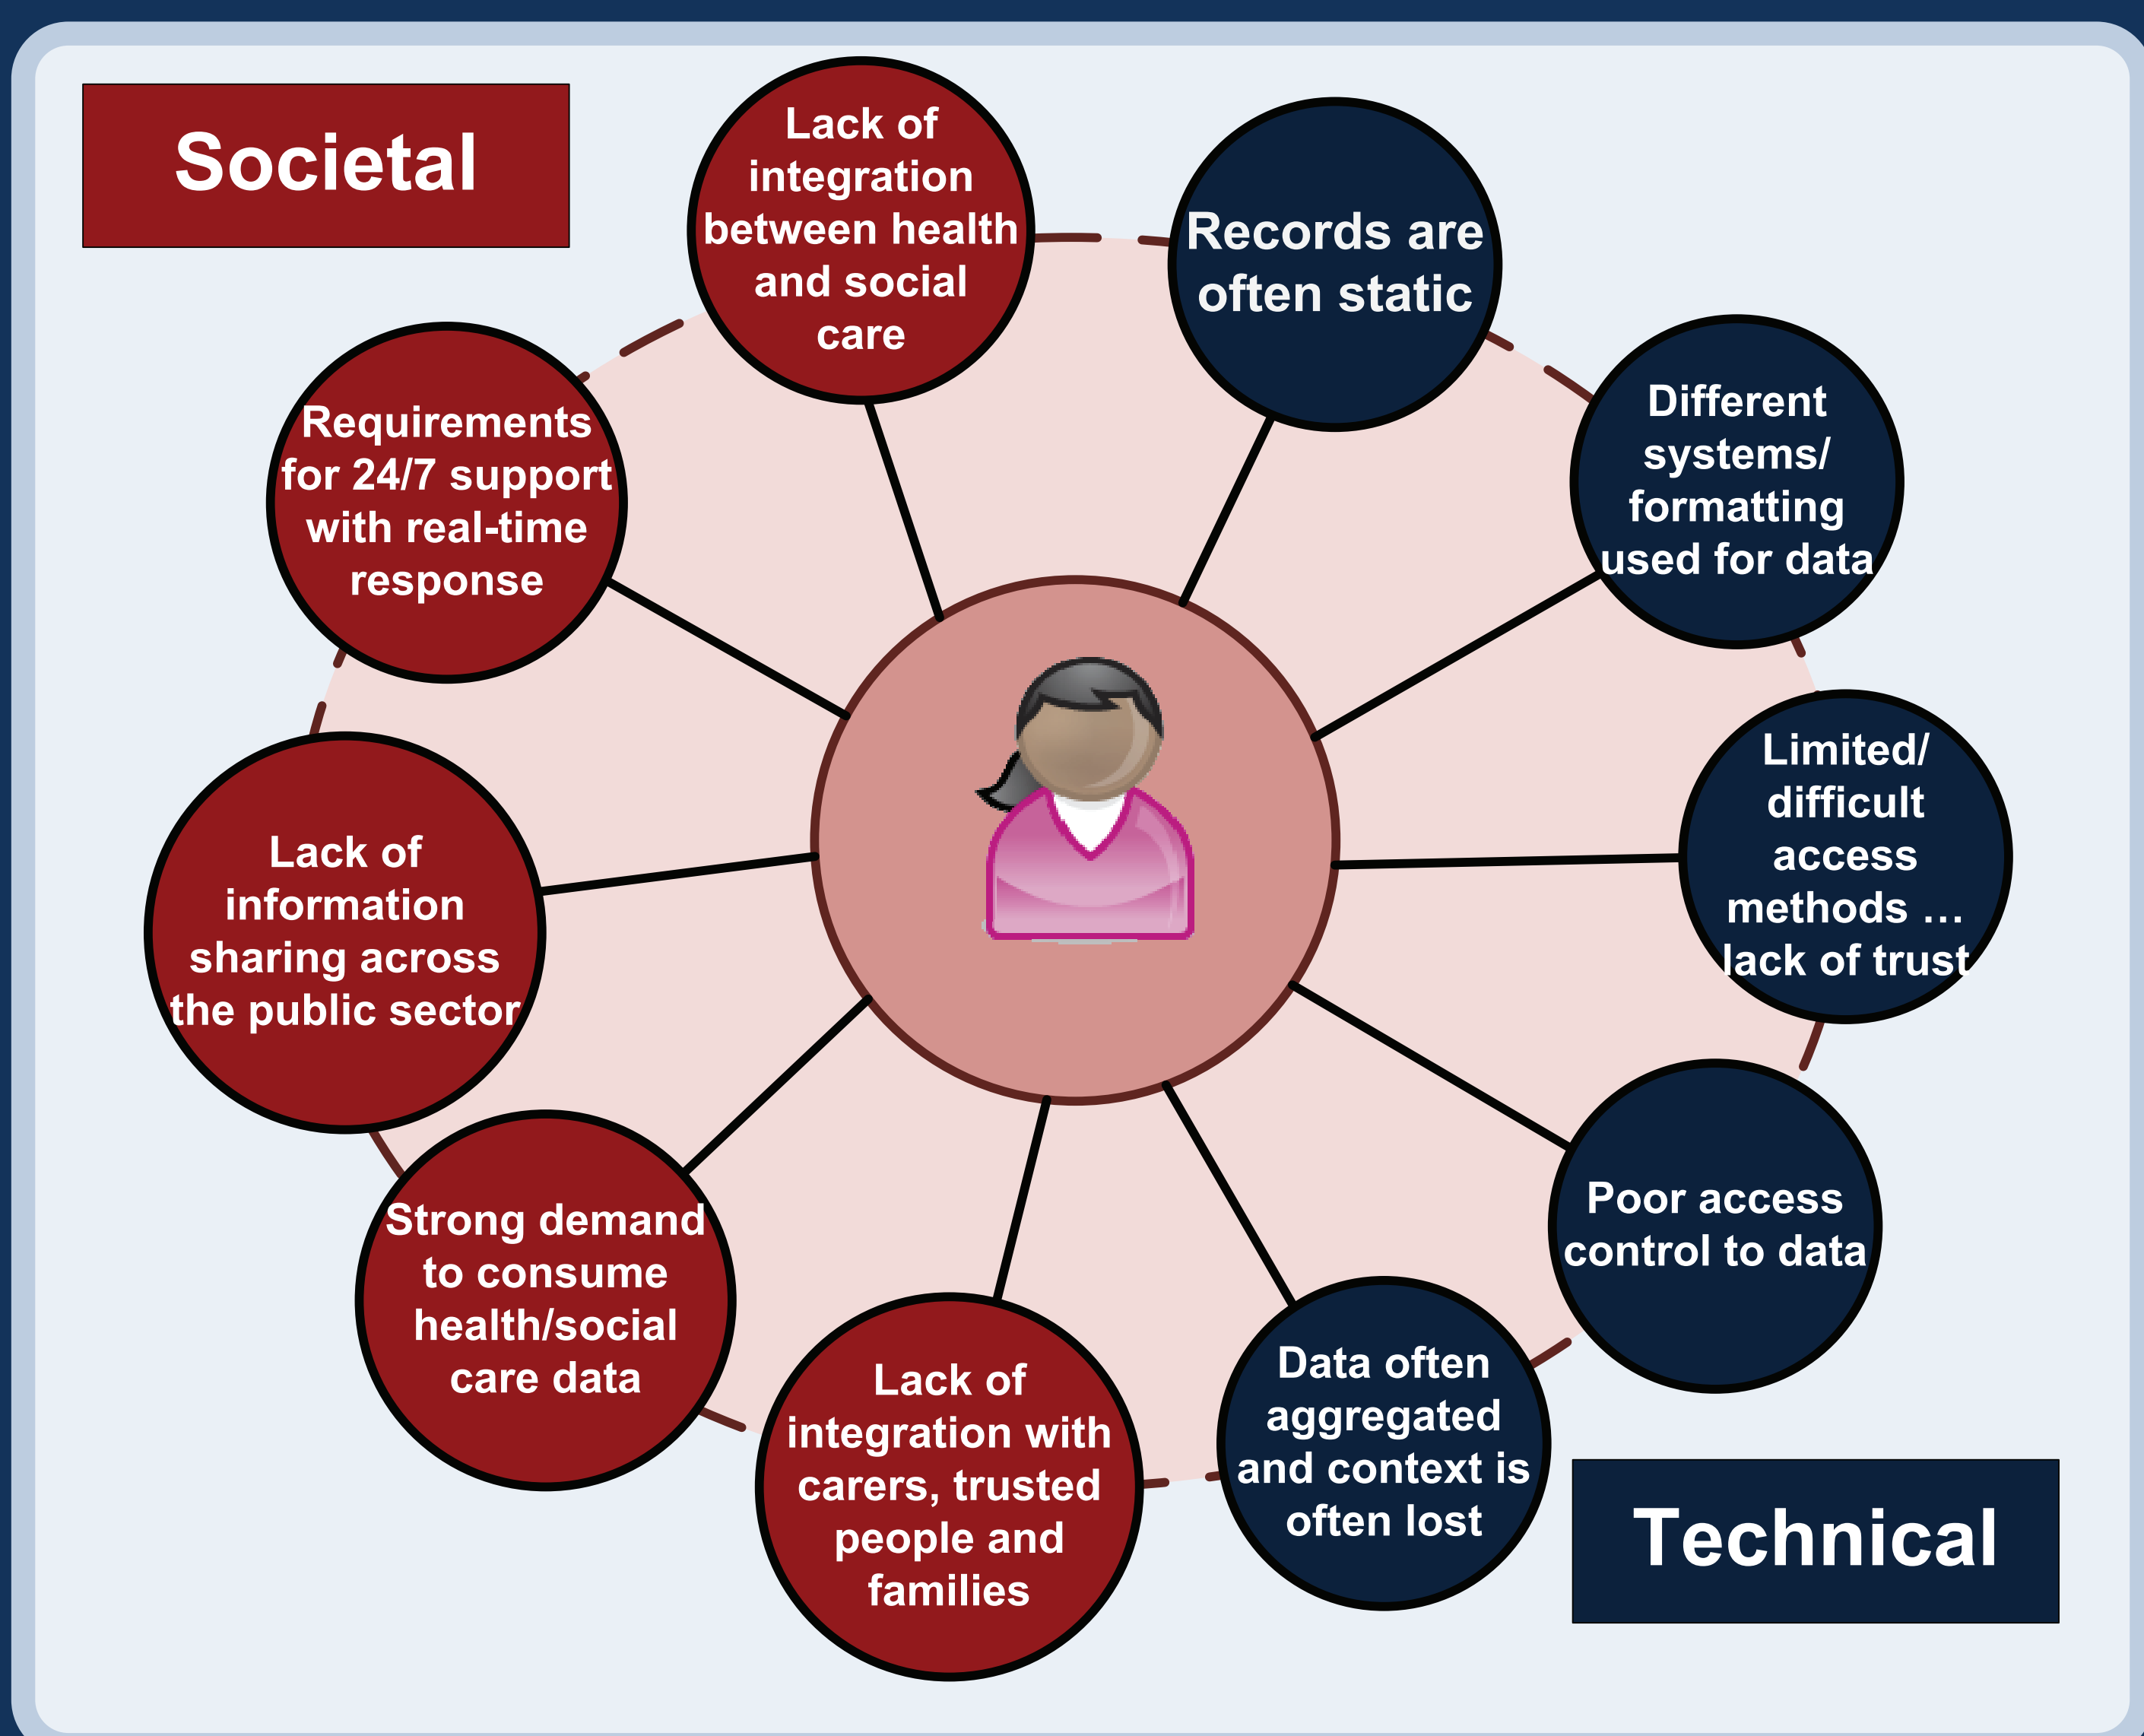 Societal
Lack of
integration
between health
and social
care
Records are
often static
Different
systems/
formatting
used for data
Limited/
difficult
access
methods …
lack of trust
Poor access
control to data
Data often
aggregated
and context is
often lost
Lack of
integration with
carers, trusted
people and
families
Strong demand
to consume
health/social
care data
Lack of
information
sharing across
the public sector
Requirements
for 24/7 support
with real-time
response
Technical